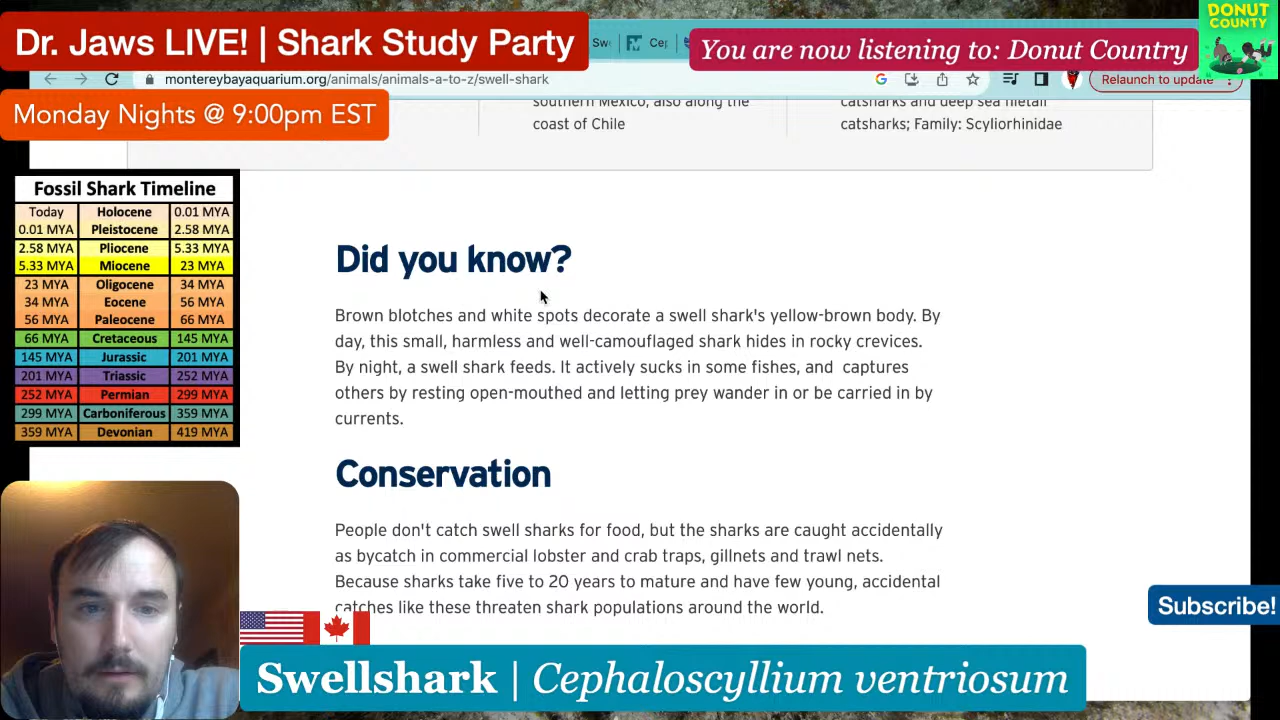 Dr. Jaws LIVE! | Shark Study Party
Sw
Ce
You are now listening to: Donut Country
DONUT
COUNTY
montereybayaquarium.org/animals/animals-a-to-z/swell-shark
Relaunch to update
Monday Nights @ 9:00pm EST
southern Mexico, also along the
coast of Chile
catsharks and deep sea filetail
catsharks; Family: Scyliorhinidae
Fossil Shark Timeline
Today Holocene 0.01 MYA
0.01 MYA Pleistocene 2.58 MYA
2.58 MYA Pliocene 5.33 MYA
5.33 MYA Miocene 23 MYA
23 MYA Oligocene 34 MYA
34 MYA Eocene 56 MYA
56 MYA Paleocene 66 MYA
66 MYA Cretaceous 145 MYA
145 MYA Jurassic 201 MYA
201 MYA Triassic 252 MYA
252 MYA Permian 299 MYA
299 MYA Carboniferous 359 MYA
359 MYA Devonian 419 MYA
Did you know?
Brown blotches and white spots decorate a swell shark's yellow-brown body. By
day, this small, harmless and well-camouflaged shark hides in rocky crevices.
By night, a swell shark feeds. It actively sucks in some fishes, and captures
others by resting open-mouthed and letting prey wander in or be carried in by
currents.
Conservation
People don't catch swell sharks for food, but the sharks are caught accidentally
as bycatch in commercial lobster and crab traps, gillnets and trawl nets.
Because sharks take five to 20 years to mature and have few young, accidental
catches like these threaten shark populations around the world.
Subscribe!
Swellshark | Cephaloscyllium ventriosum